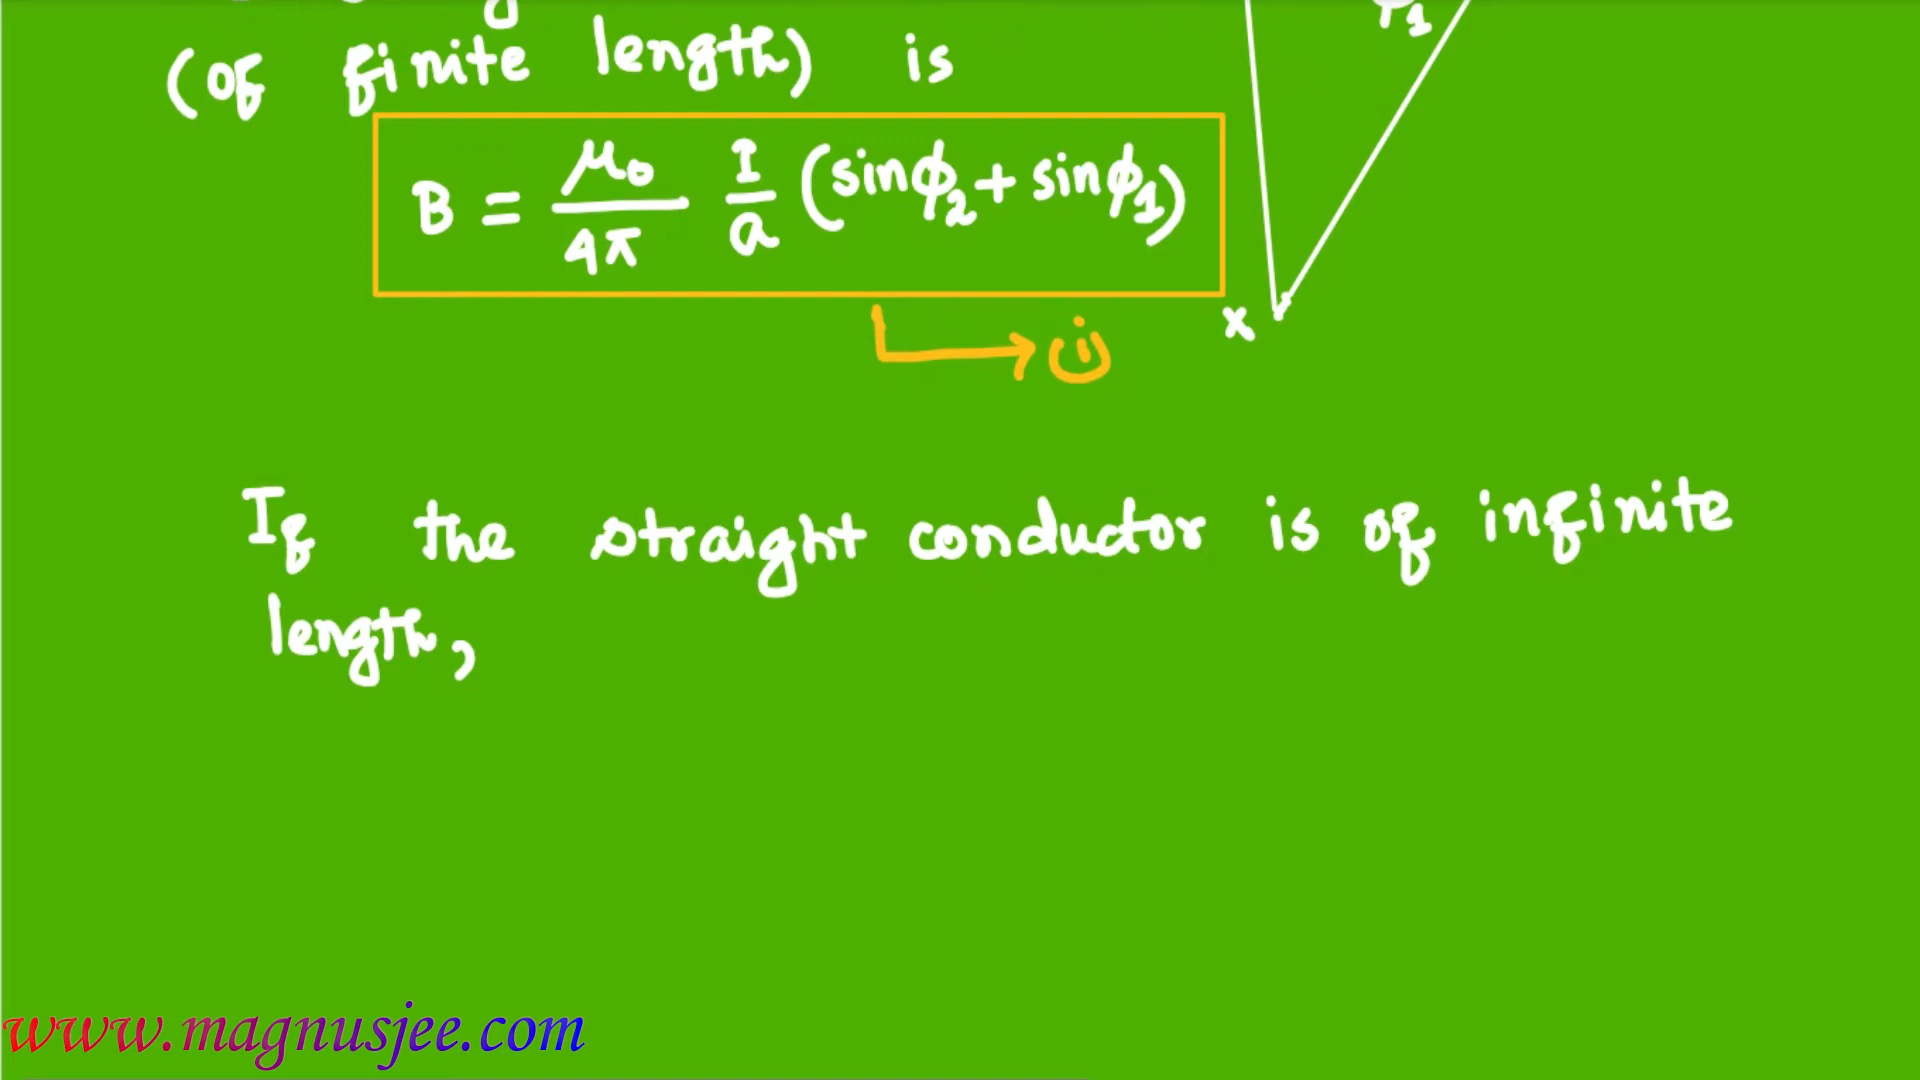 ϕ₁
(of finite length) is
B = μ₀/4π I/a (sinϕ₂ + sinϕ₁)
→ (i)
x
If the straight conductor is of infinite
length,
www.magnusjee.com